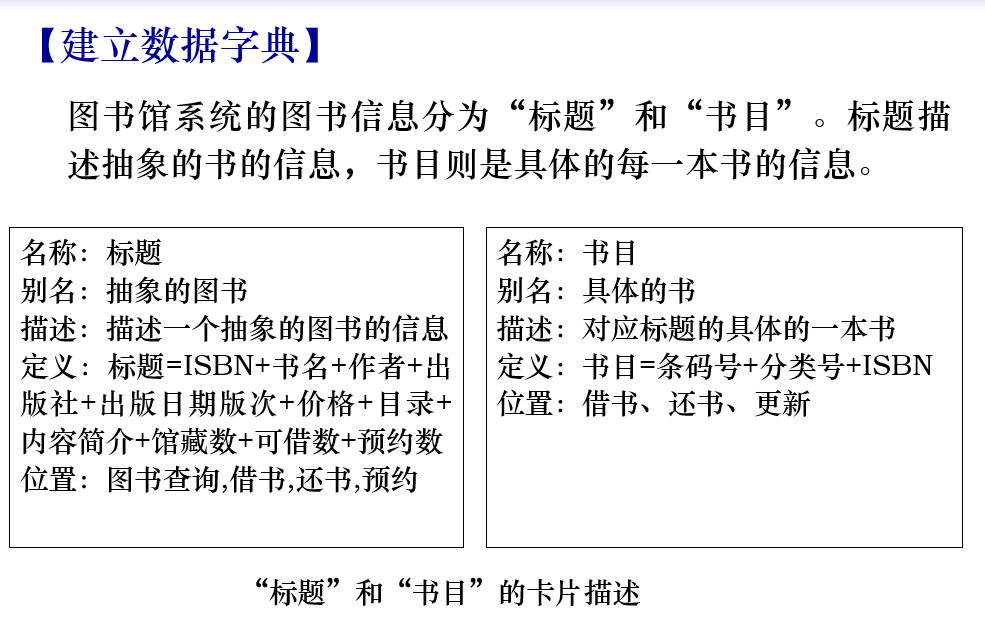 【建立数据字典】
图书馆系统的图书信息分为“标题”和“书目”。标题描
述抽象的书的信息，书目则是具体的每一本书的信息。
名称：标题
别名：抽象的图书
描述：描述一个抽象的图书的信息
定义：标题=ISBN+书名+作者+出
版社+出版日期版次+价格+目录+
内容简介+馆藏数+可借数+预约数
位置：图书查询,借书,还书,预约
名称：书目
别名：具体的书
描述：对应标题的具体的一本书
定义：书目=条码号+分类号+ISBN
位置：借书、还书、更新
“标题”和“书目”的卡片描述